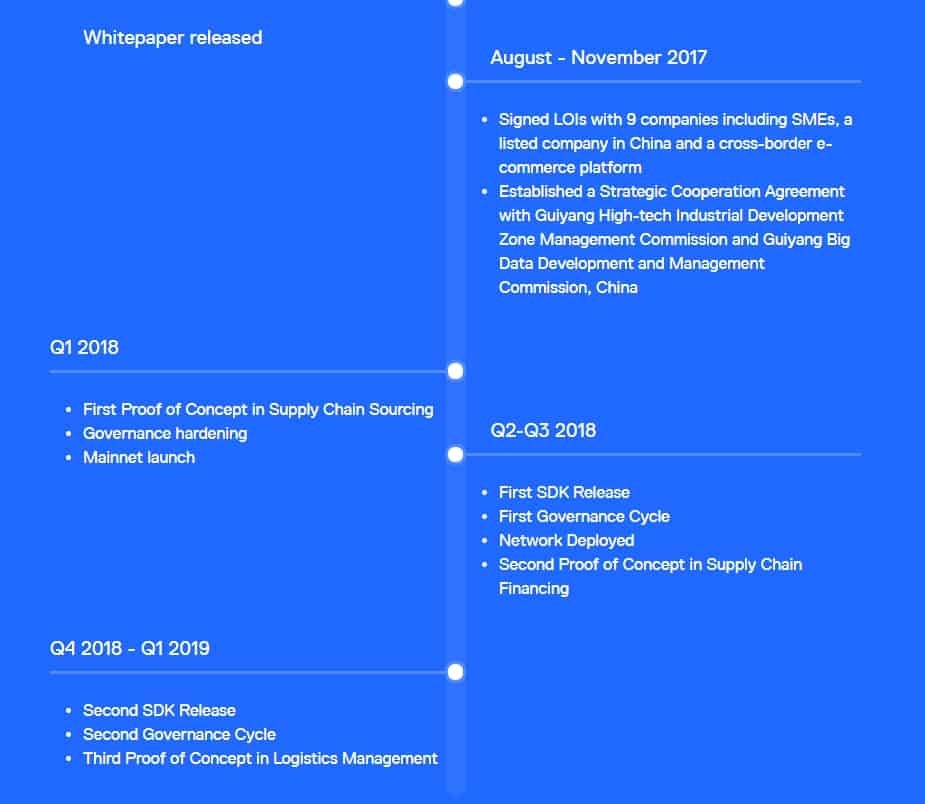 Whitepaper released
August - November 2017
• Signed LOIs with 9 companies including SMEs, a
listed company in China and a cross-border e-
commerce platform
• Established a Strategic Cooperation Agreement
with Guiyang High-tech Industrial Development
Zone Management Commission and Guiyang Big
Data Development and Management
Commission, China
Q1 2018
• First Proof of Concept in Supply Chain Sourcing
• Governance hardening
• Mainnet launch
Q2-Q3 2018
• First SDK Release
• First Governance Cycle
• Network Deployed
• Second Proof of Concept in Supply Chain
Financing
Q4 2018 - Q1 2019
• Second SDK Release
• Second Governance Cycle
• Third Proof of Concept in Logistics Management